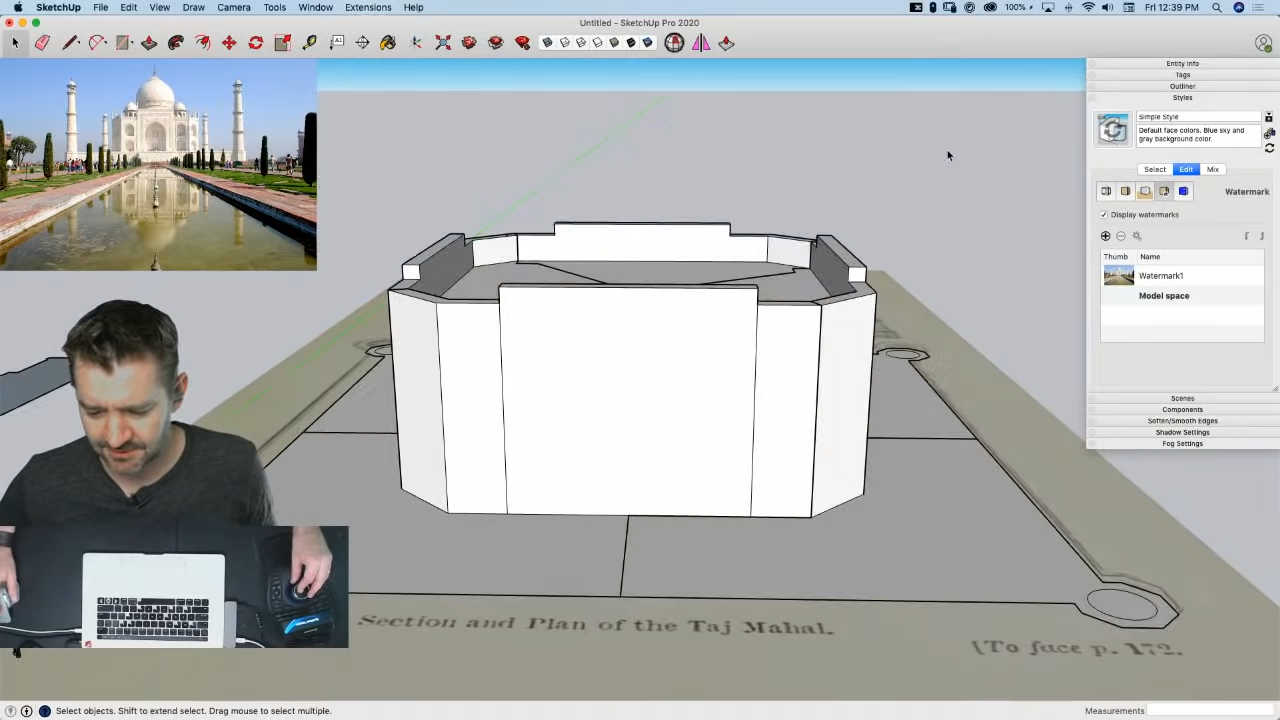 SketchUp File Edit View Draw Camera Tools Window Extensions Help
100% Fri 12:39 PM
Untitled - SketchUp Pro 2020
Entity Info
Tags
Outliner
Styles
Simple Style
Default face colors. Blue sky and
gray background color.
Select Edit Mix
Watermark
Display watermarks
Thumb Name
Watermark1
Model space
Scenes
Components
Soften/Smooth Edges
Shadow Settings
Fog Settings
Section and Plan of the Taj Mahal.
[To face p. 172.
Select objects. Shift to extend select. Drag mouse to select multiple.
Measurements